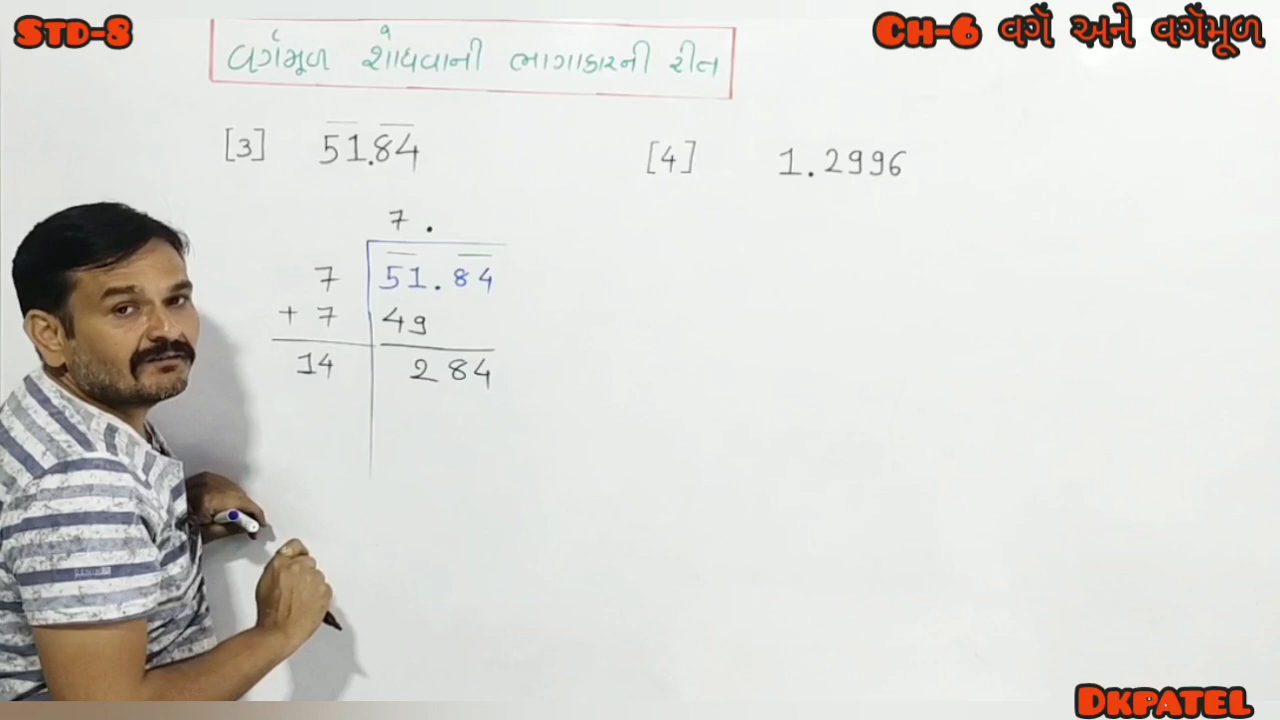 STD-8
CH-6 વર્ગ અને વર્ગમૂળ
વર્ગમૂળ શોધવાની ભાગાકારની રીત
[3] 51.84
[4] 1.2996
7 .
7 51.84
+ 7 49
14 284
DKPATEL